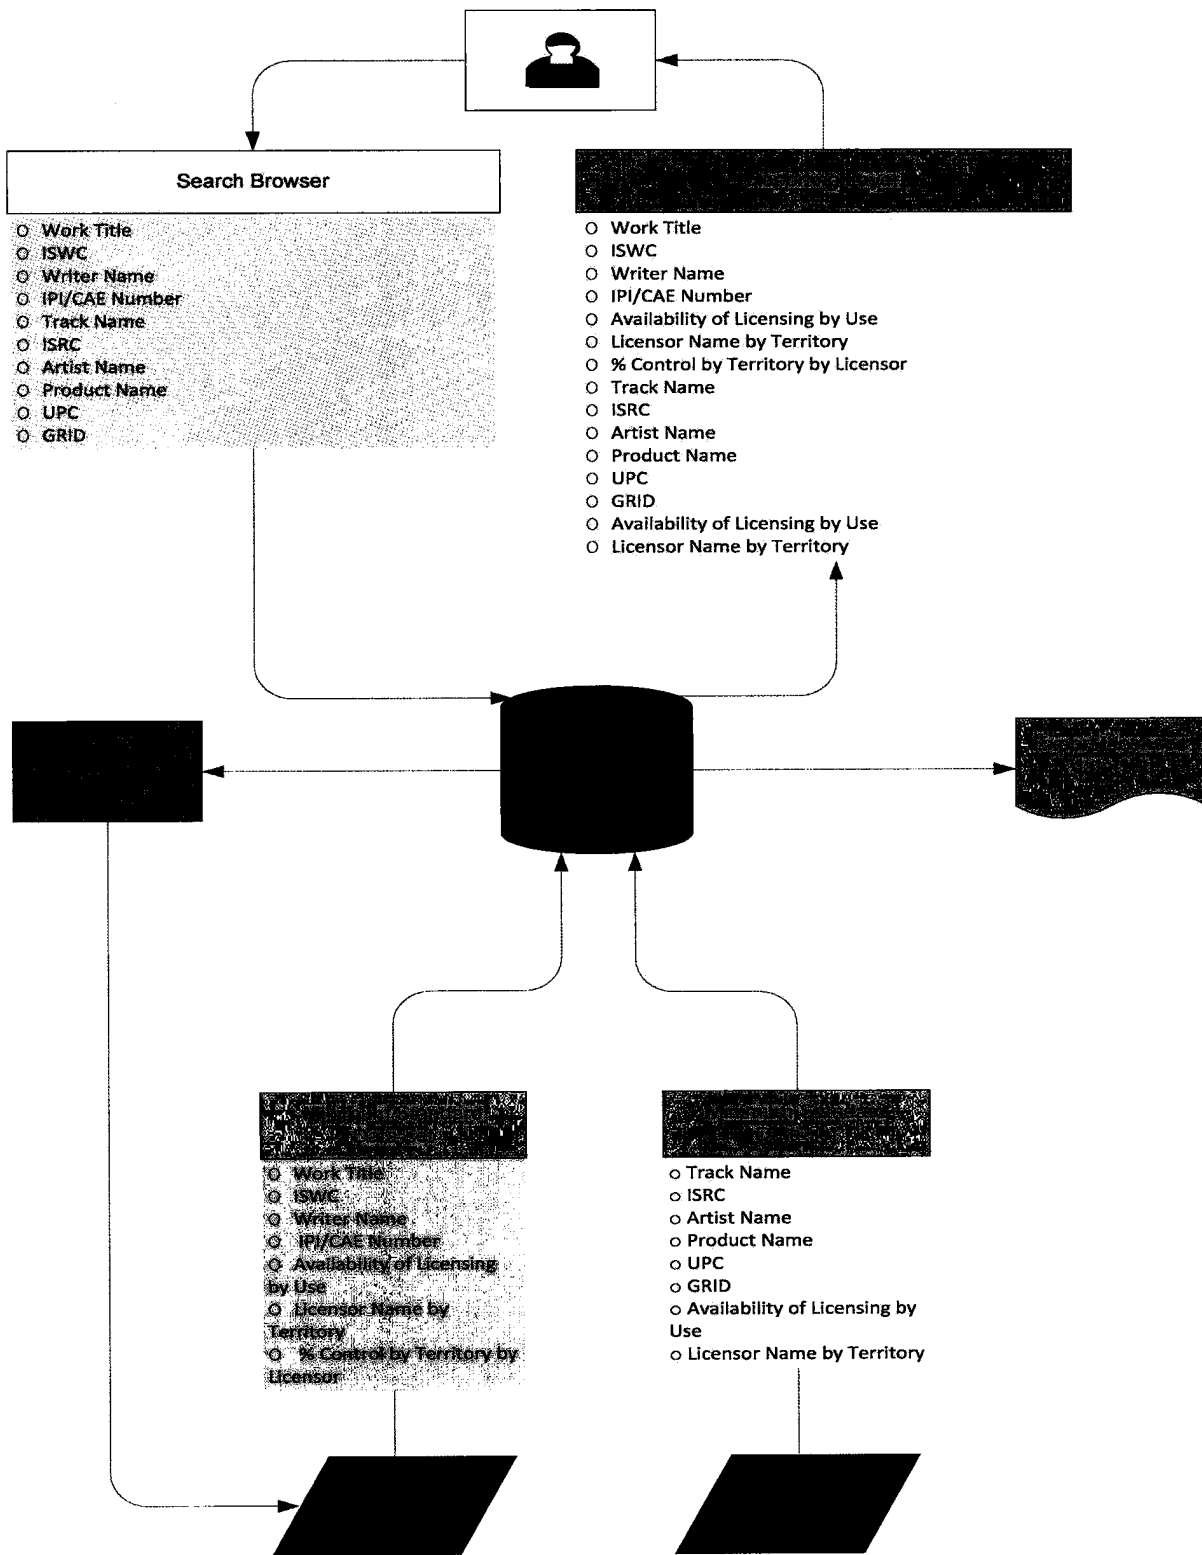 Search Browser
○ Work Title
○ ISWC
○ Writer Name
○ IPI/CAE Number
○ Track Name
○ ISRC
○ Artist Name
○ Product Name
○ UPC
○ GRID
○ Work Title
○ ISWC
○ Writer Name
○ IPI/CAE Number
○ Availability of Licensing by Use
○ Licensor Name by Territory
○ % Control by Territory by Licensor
○ Track Name
○ ISRC
○ Artist Name
○ Product Name
○ UPC
○ GRID
○ Availability of Licensing by Use
○ Licensor Name by Territory
○ Work Title
○ ISWC
○ Writer Name
○ IPI/CAE Number
○ Availability of Licensing
by Use
○ Licensor Name by
Territory
○ % Control by Territory by
Licensor
○ Track Name
○ ISRC
○ Artist Name
○ Product Name
○ UPC
○ GRID
○ Availability of Licensing by
Use
○ Licensor Name by Territory